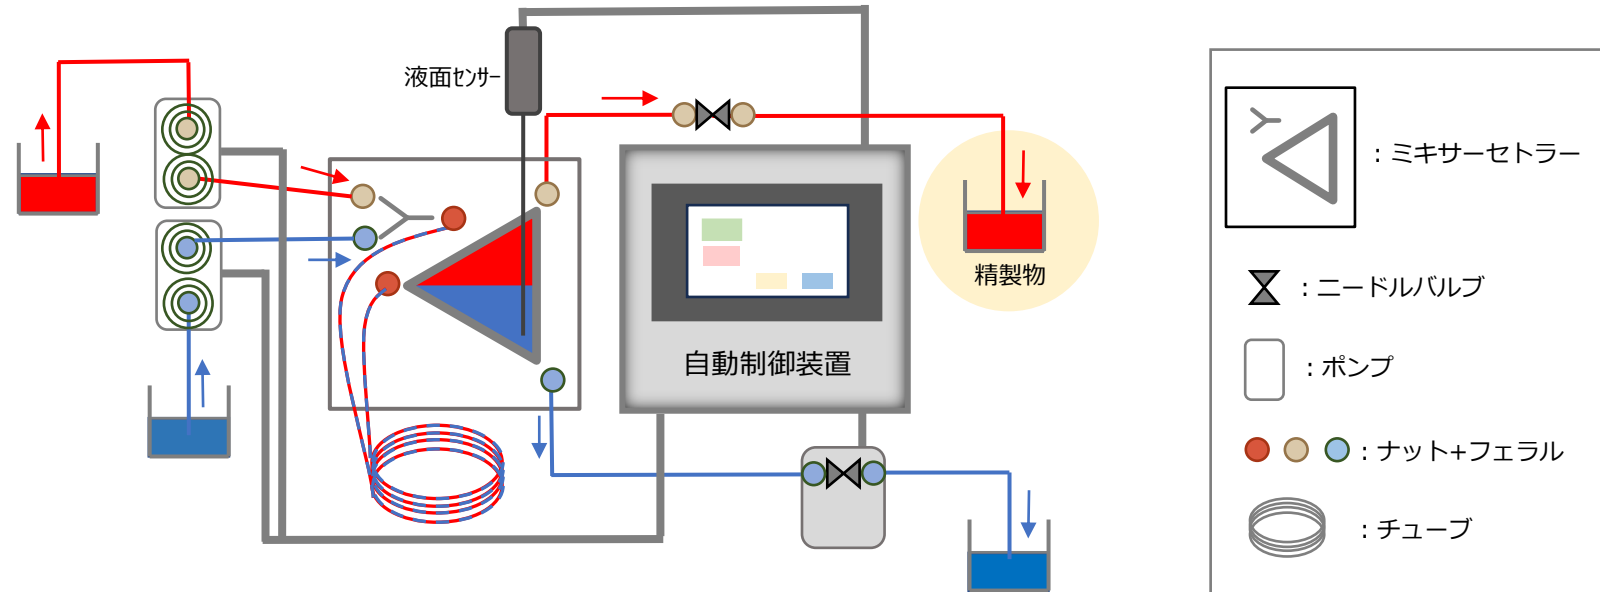 液面ｾﾝｻｰ
精製物
自動制御装置
：ミキサーセトラー
：ニードルバルブ
：ポンプ
：ナット+フェラル
：チューブ